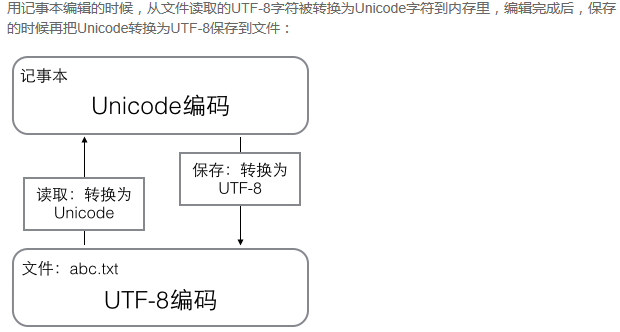 用记事本编辑的时候，从文件读取的UTF-8字符被转换为Unicode字符到内存里，编辑完成后，保存
的时候再把Unicode转换为UTF-8保存到文件：
记事本
Unicode编码
读取：转换为
Unicode
保存：转换为
UTF-8
文件：abc.txt
UTF-8编码